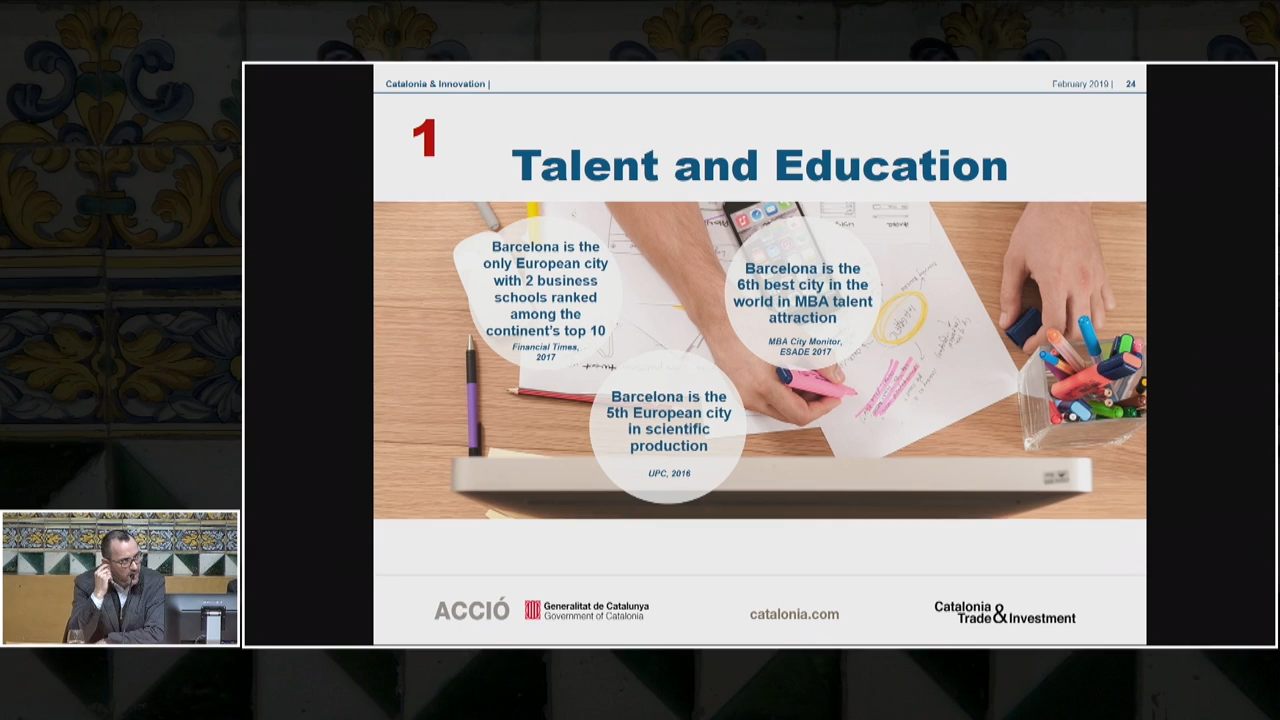 Catalonia & Innovation |
February 2019 | 24
1
Talent and Education
Barcelona is the
only European city
with 2 business
schools ranked
among the
continent's top 10
Financial Times,
2017
Barcelona is the
6th best city in the
world in MBA talent
attraction
MBA City Monitor,
ESADE 2017
Barcelona is the
5th European city
in scientific
production
UPC, 2016
ACCIÓ
Generalitat de Catalunya
Government of Catalonia
catalonia.com
Catalonia
Trade & Investment